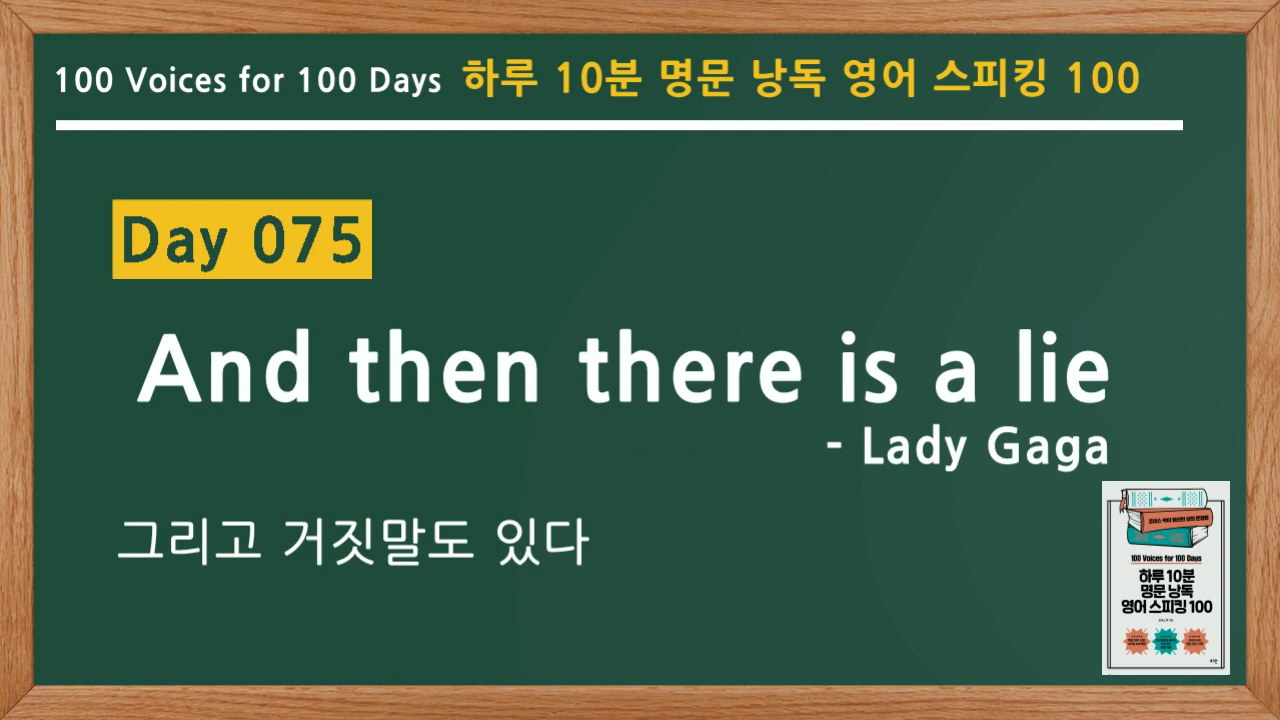 100 Voices for 100 Days 하루 10분 명문 낭독 영어 스피킹 100
Day 075
And then there is a lie
- Lady Gaga
그리고 거짓말도 있다
100 Voices for 100 Days
하루 10분
명문 낭독
영어 스피킹 100